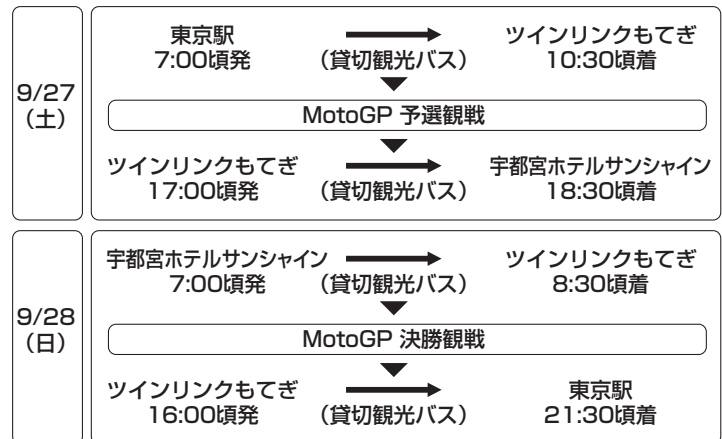 9/27
（土）
東京駅
7:00頃発
（貸切観光バス）
ツインリンクもてぎ
10:30頃着
MotoGP 予選観戦
ツインリンクもてぎ
17:00頃発
（貸切観光バス）
宇都宮ホテルサンシャイン
18:30頃着
9/28
（日）
宇都宮ホテルサンシャイン
7:00頃発
（貸切観光バス）
ツインリンクもてぎ
8:30頃着
MotoGP 決勝観戦
ツインリンクもてぎ
16:00頃発
（貸切観光バス）
東京駅
21:30頃着